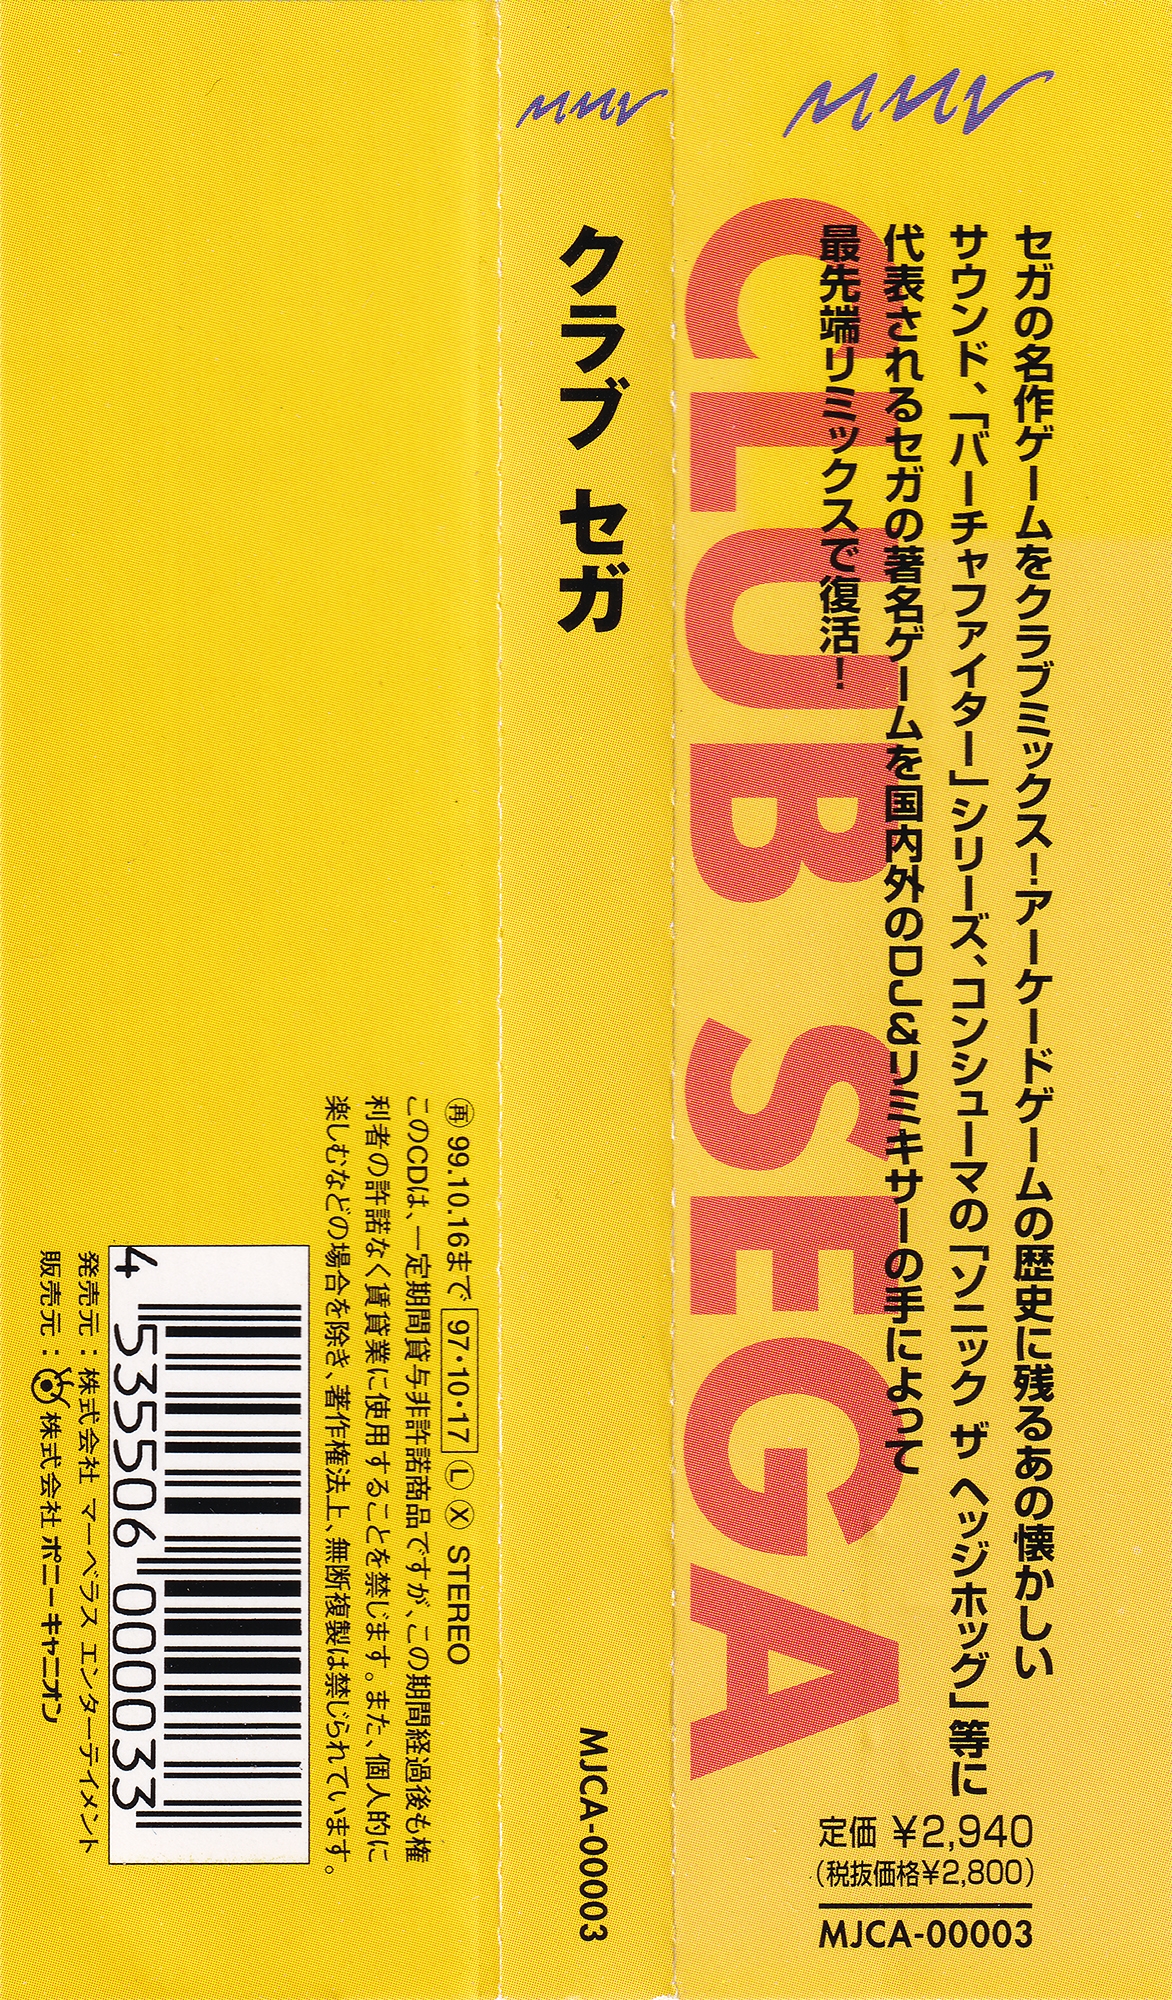 CLUB SEGA
セガの名作ゲームをクラブミックス！アーケードゲームの歴史に残るあの懐かしい
サウンド、「バーチャファイター」シリーズ、コンシューマの「ソニック ザ ヘッジホッグ」等に
代表されるセガの著名ゲームを国内外のDJ&リミキサーの手によって
最先端リミックスで復活！
定価 ¥2,940
(税抜価格¥2,800)
MJCA-00003
クラブ セガ
MJCA-00003
㊢99.10.16まで 97・10・17 Ⓛ Ⓧ STEREO
このCDは、一定期間貸与非許諾商品ですが、この期間経過後も権
利者の許諾なく賃貸業に使用することを禁じます。また、個人的に
楽しむなどの場合を除き、著作権法上、無断複製は禁じられています。
4 535506 000033
発売元：株式会社 マーベラス エンターテイメント
販売元：株式会社 ポニーキャニオン